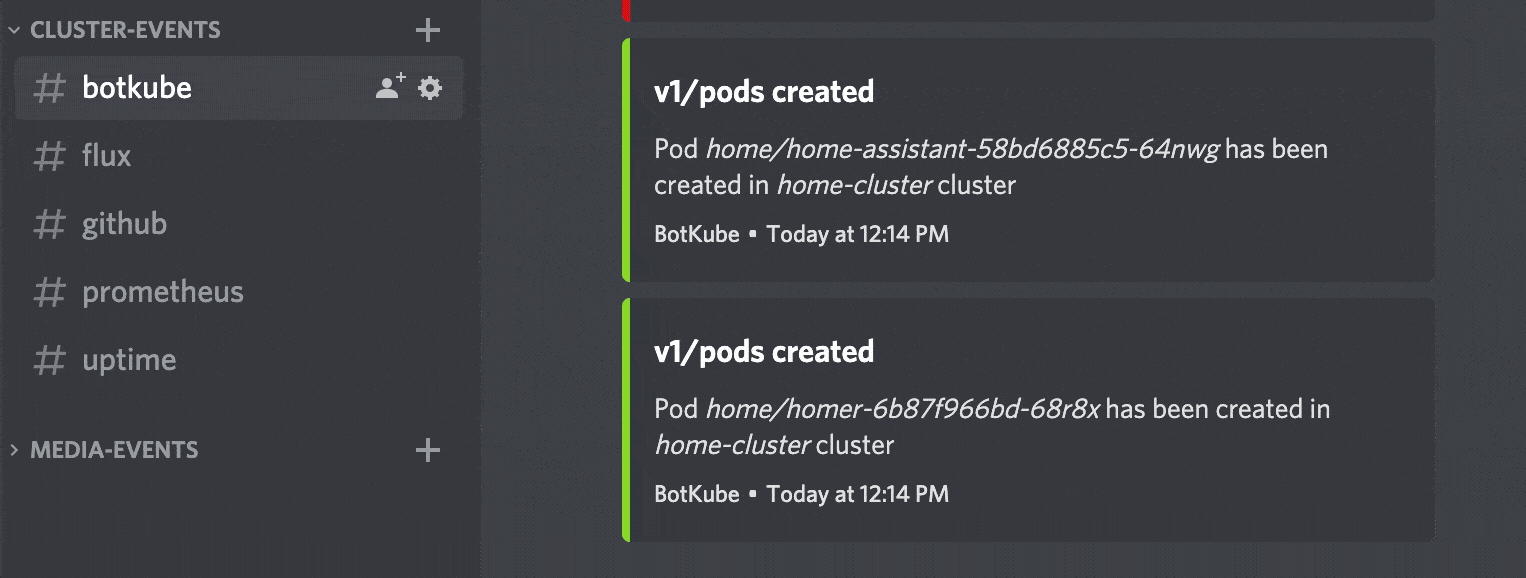 CLUSTER-EVENTS
# botkube
# flux
# github
# prometheus
# uptime
MEDIA-EVENTS
v1/pods created
Pod home/home-assistant-58bd6885c5-64nwg has been
created in home-cluster cluster
BotKube • Today at 12:14 PM
v1/pods created
Pod home/homer-6b87f966bd-68r8x has been created in
home-cluster cluster
BotKube • Today at 12:14 PM